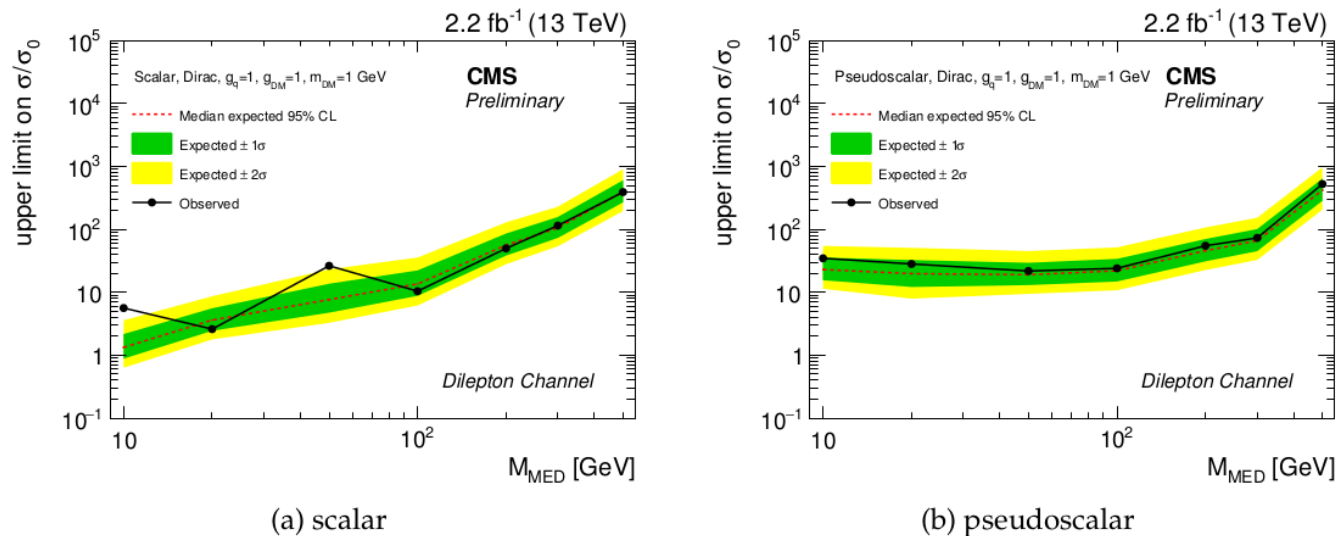 2.2 fb⁻¹ (13 TeV)
upper limit on σ/σ₀
10⁵
10⁴
10³
10²
10
1
10⁻¹
Scalar, Dirac, g_q=1, g_DM=1, m_DM=1 GeV
CMS
Preliminary
Median expected 95% CL
Expected ± 1σ
Expected ± 2σ
Observed
Dilepton Channel
10 10²
M_MED [GeV]
(a) scalar
2.2 fb⁻¹ (13 TeV)
upper limit on σ/σ₀
10⁵
10⁴
10³
10²
10
1
10⁻¹
Pseudoscalar, Dirac, g_q=1, g_DM=1, m_DM=1 GeV
CMS
Preliminary
Median expected 95% CL
Expected ± 1σ
Expected ± 2σ
Observed
Dilepton Channel
10 10²
M_MED [GeV]
(b) pseudoscalar